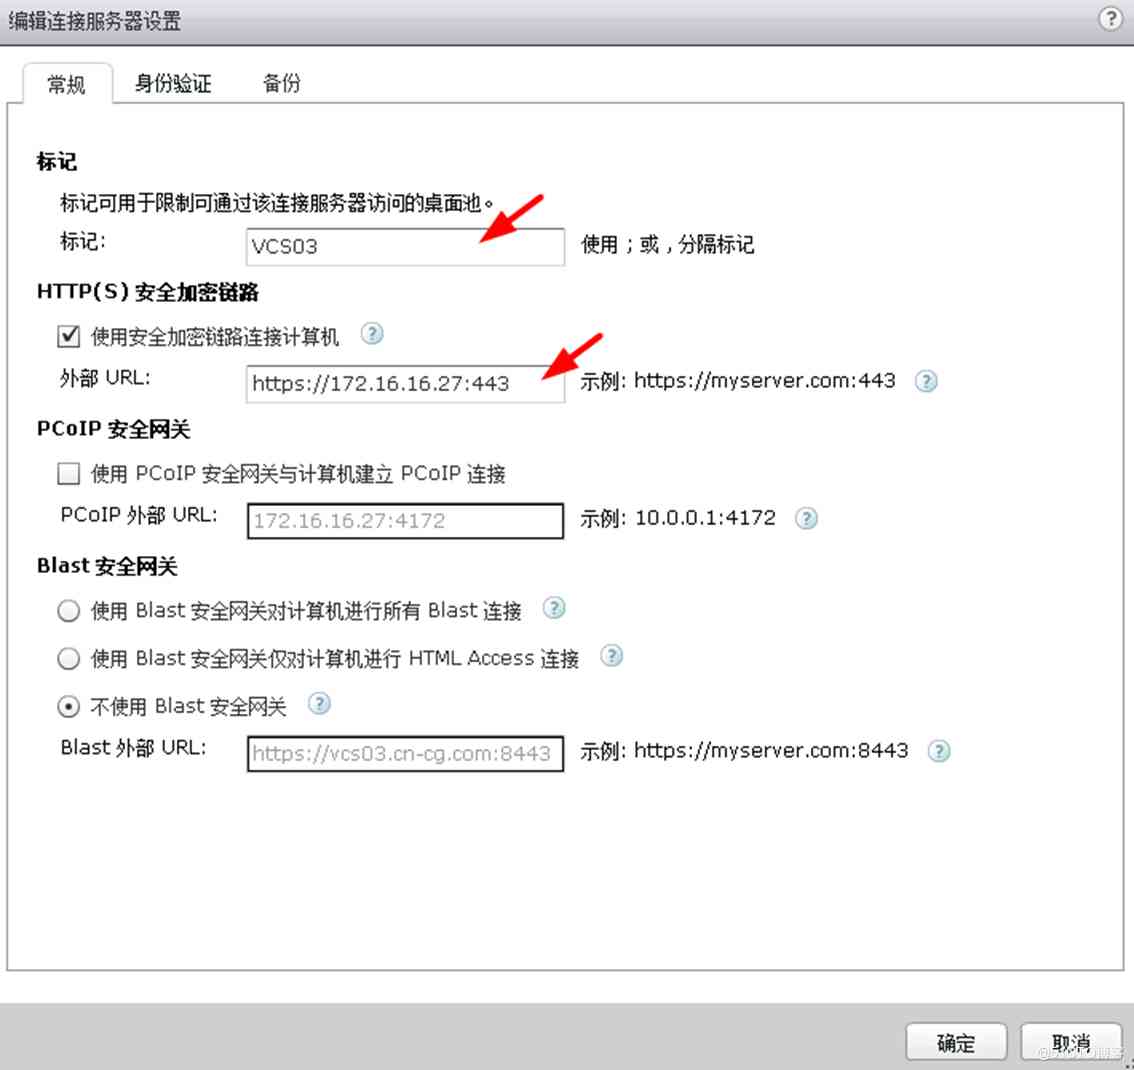 编辑连接服务器设置
?
常规 身份验证 备份
标记
标记可用于限制可通过该连接服务器访问的桌面池。
标记: VCS03 使用 ; 或 , 分隔标记
HTTP(S) 安全加密链路
使用安全加密链路连接计算机 ?
外部 URL: https://172.16.16.27:443 示例: https://myserver.com:443 ?
PCoIP 安全网关
使用 PCoIP 安全网关与计算机建立 PCoIP 连接
PCoIP 外部 URL: 172.16.16.27:4172 示例: 10.0.0.1:4172 ?
Blast 安全网关
使用 Blast 安全网关对计算机进行所有 Blast 连接 ?
使用 Blast 安全网关仅对计算机进行 HTML Access 连接 ?
不使用 Blast 安全网关 ?
Blast 外部 URL: https://vcs03.cn-cg.com:8443 示例: https://myserver.com:8443 ?
确定 取消
@51CTO博客